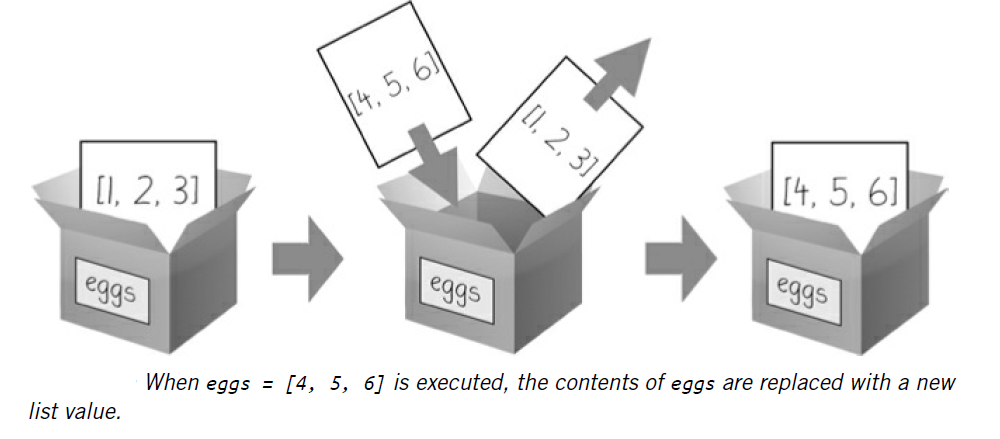 [4, 5, 6]
[1, 2, 3]
[1, 2, 3]
[4, 5, 6]
eggs
eggs
eggs
When eggs = [4, 5, 6] is executed, the contents of eggs are replaced with a new
list value.